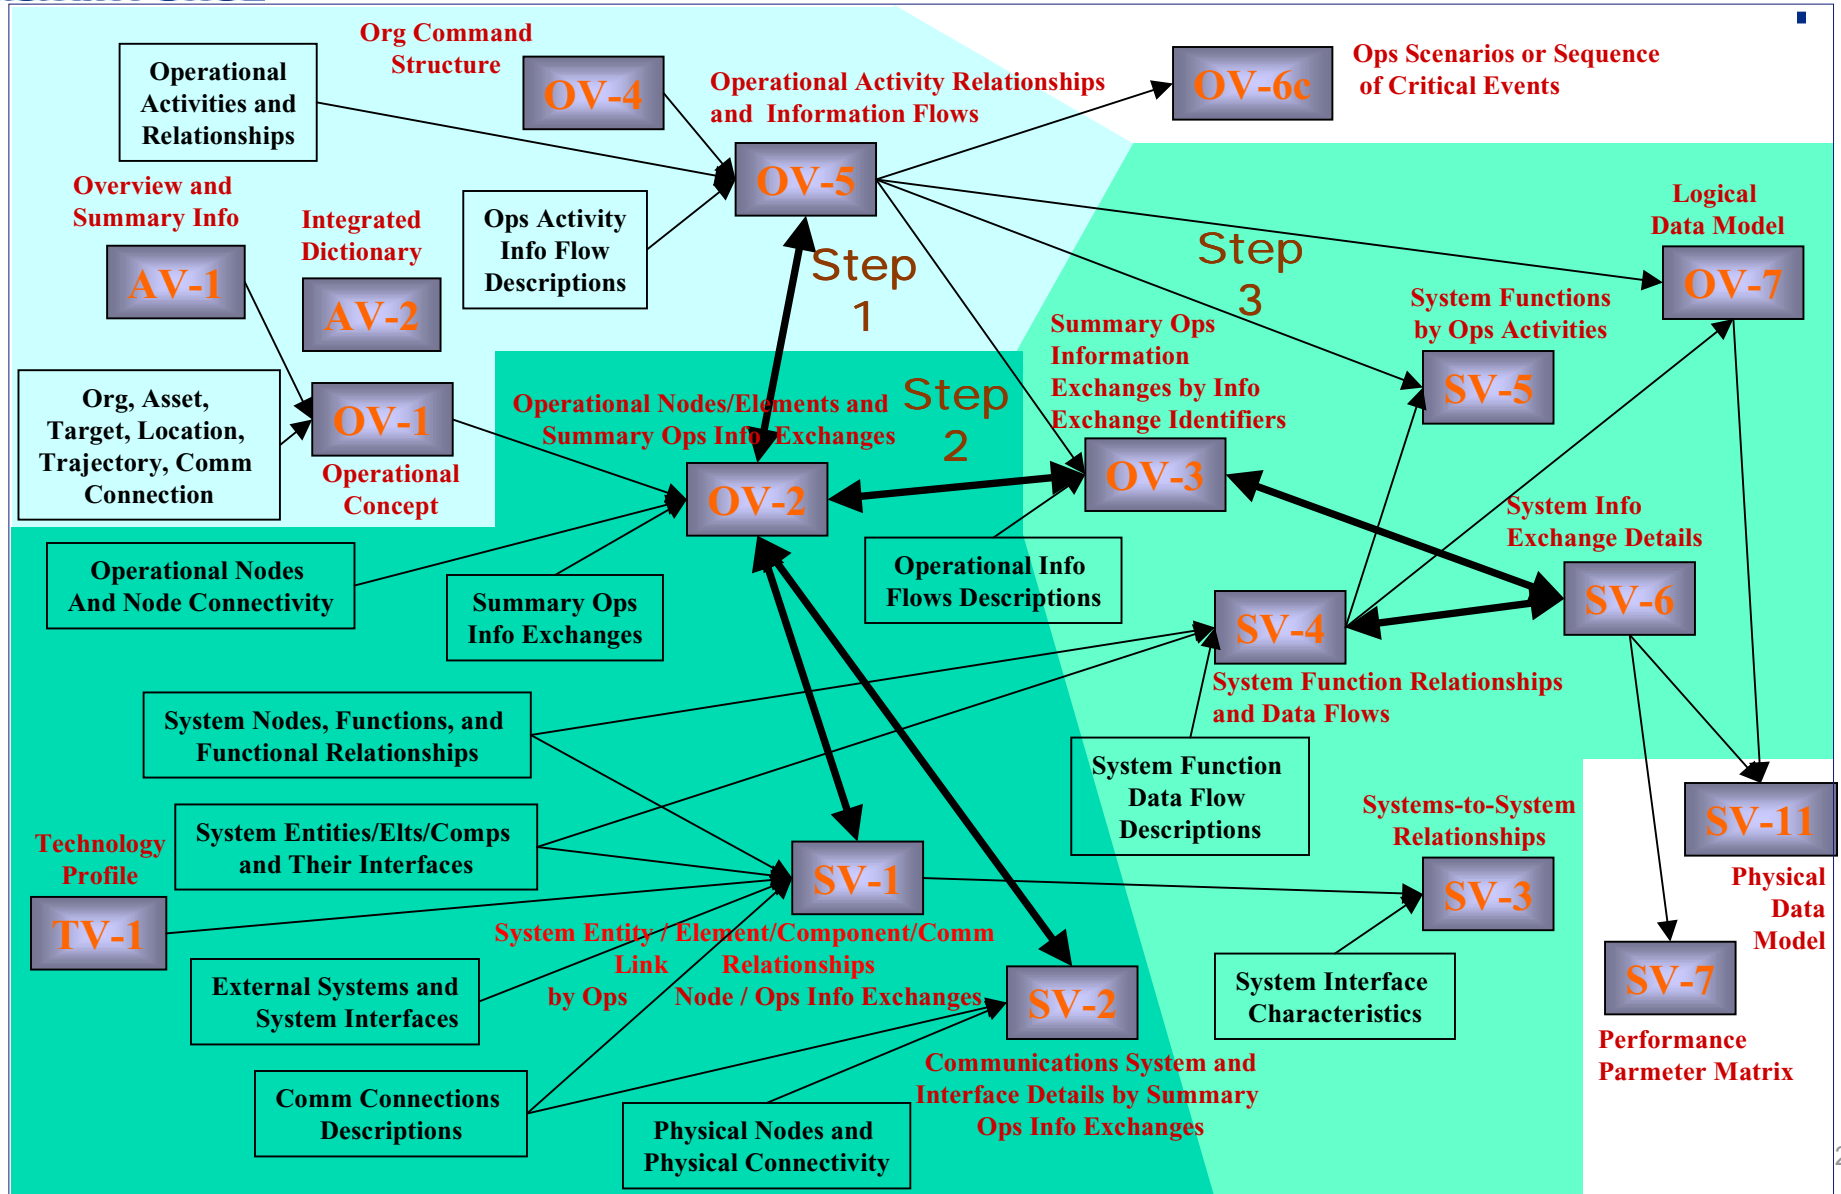 Org Command
Structure
Operational
Activities and
Relationships
OV-4
Operational Activity Relationships
and Information Flows
OV-6c
Ops Scenarios or Sequence
of Critical Events
OV-5
Overview and
Summary Info
AV-1
Integrated
Dictionary
AV-2
Ops Activity
Info Flow
Descriptions
Step
1
Step
3
Logical
Data Model
OV-7
System Functions
by Ops Activities
SV-5
Summary Ops
Information
Exchanges by Info
Exchange Identifiers
OV-3
Org, Asset,
Target, Location,
Trajectory, Comm
Connection
OV-1
Operational
Concept
Operational Nodes/Elements and
Summary Ops Info Exchanges
Step
2
OV-2
Operational Nodes
And Node Connectivity
Summary Ops
Info Exchanges
Operational Info
Flows Descriptions
System Info
Exchange Details
SV-6
SV-4
System Function Relationships
and Data Flows
System Nodes, Functions, and
Functional Relationships
System Function
Data Flow
Descriptions
System Entities/Elts/Comps
and Their Interfaces
Technology
Profile
TV-1
SV-1
System Entity / Element/Component/Comm
Link Relationships
by Ops Node / Ops Info Exchanges
Systems-to-System
Relationships
SV-3
SV-11
Physical
Data
Model
External Systems and
System Interfaces
SV-2
System Interface
Characteristics
SV-7
Performance
Parmeter Matrix
Communications System and
Interface Details by Summary
Ops Info Exchanges
Comm Connections
Descriptions
Physical Nodes and
Physical Connectivity